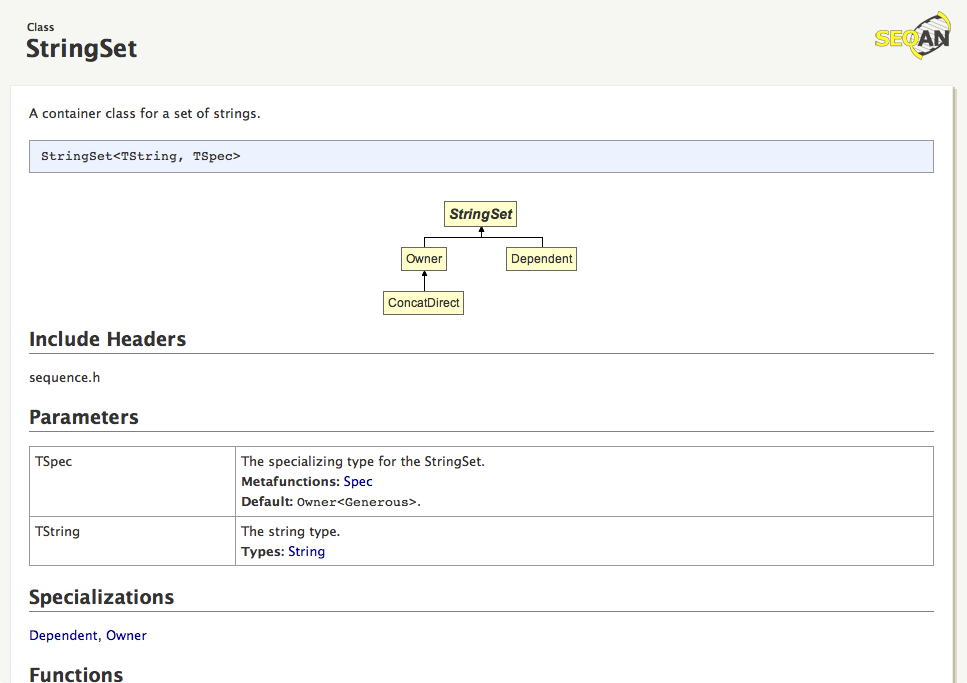 Class
StringSet
SEQAN
A container class for a set of strings.
StringSet<TString, TSpec>
StringSet
Owner
Dependent
ConcatDirect
Include Headers
sequence.h
Parameters
TSpec
The specializing type for the StringSet.
Metafunctions: Spec
Default: Owner<Generous>.
TString
The string type.
Types: String
Specializations
Dependent, Owner
Functions